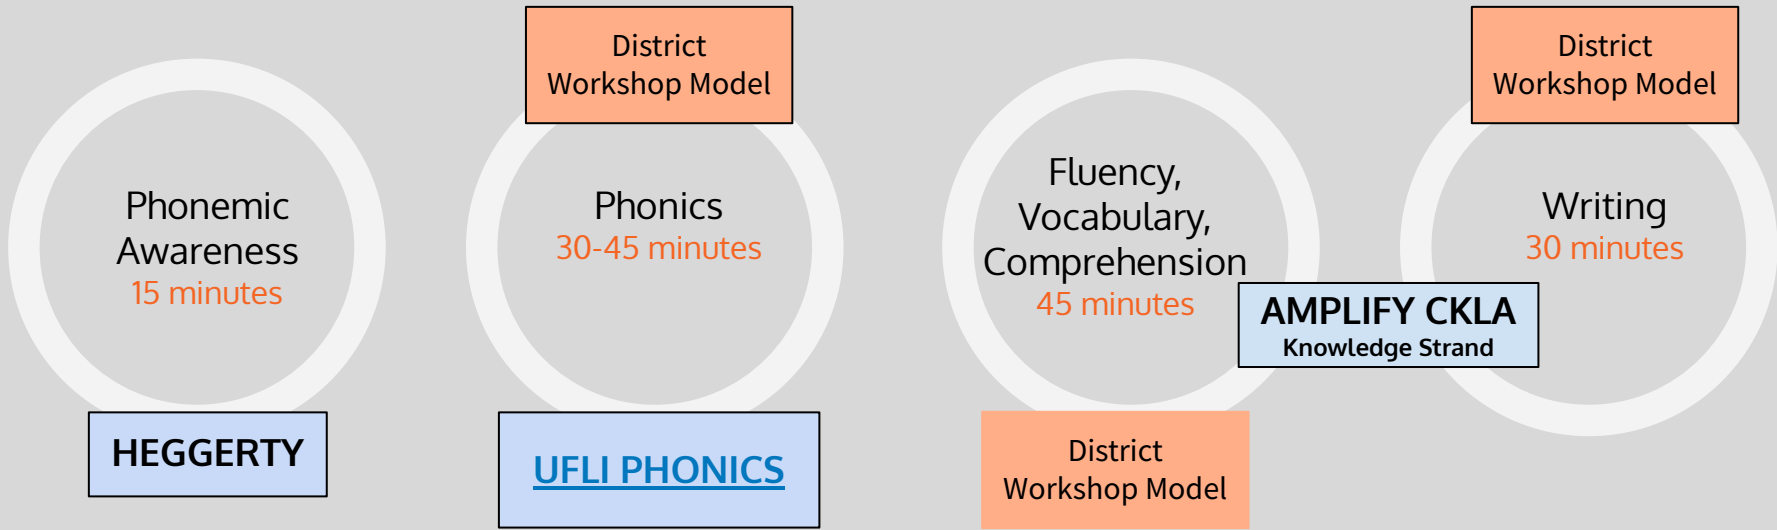 Phonemic
Awareness
15 minutes
HEGGERTY
District
Workshop Model
Phonics
30-45 minutes
UFLI PHONICS
Fluency,
Vocabulary,
Comprehension
45 minutes
AMPLIFY CKLA
Knowledge Strand
District
Workshop Model
District
Workshop Model
Writing
30 minutes